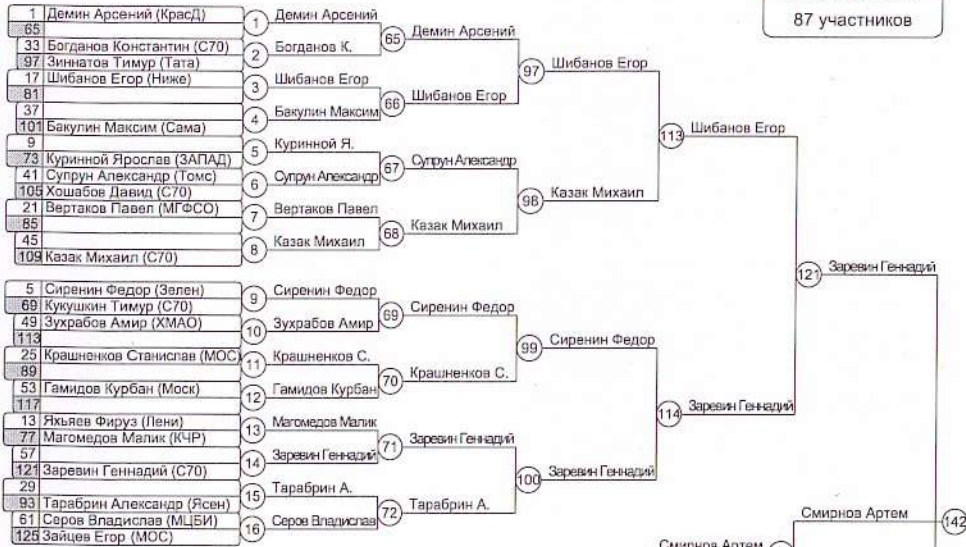 87 участников
1 Демин Арсений (КрасД)
65
33 Богданов Константин (С70)
97 Зиннатов Тимур (Тата)
17 Шибанов Егор (Ниже)
81
37
101 Бакулин Максим (Сама)
9
73 Куринной Ярослав (ЗАПАД)
41 Супрун Александр (Томс)
105 Хошабов Давид (С70)
21 Вертаков Павел (МГФСО)
85
45
109 Казак Михаил (С70)
5 Сиренин Федор (Зелен)
69 Кукушкин Тимур (С70)
49 Зухрабов Амир (ХМАО)
113
25 Крашненков Станислав (МОС)
89
53 Гамидов Курбан (Моск)
117
13 Яхьяев Фируз (Лени)
77 Магомедов Малик (КЧР)
57
121 Заревин Геннадий (С70)
29
93 Тарабрин Александр (Ясен)
61 Серов Владислав (МЦБИ)
125 Зайцев Егор (МОС)
1 Демин Арсений
2 Богданов К.
3 Шибанов Егор
4 Бакулин Максим
5 Куринной Я.
6 Супрун Александр
7 Вертаков Павел
8 Казак Михаил
9 Сиренин Федор
10 Зухрабов Амир
11 Крашненков С.
12 Гамидов Курбан
13 Магомедов Малик
14 Заревин Геннадий
15 Тарабрин А.
16 Серов Владислав
65 Демин Арсений
66 Шибанов Егор
67 Супрун Александр
68 Казак Михаил
69 Сиренин Федор
70 Крашненков С.
71 Заревин Геннадий
72 Тарабрин А.
97 Шибанов Егор
98 Казак Михаил
99 Сиренин Федор
100 Заревин Геннадий
113 Шибанов Егор
114 Заревин Геннадий
121 Заревин Геннадий
Смирнов Артем 142
Смирнов Артем